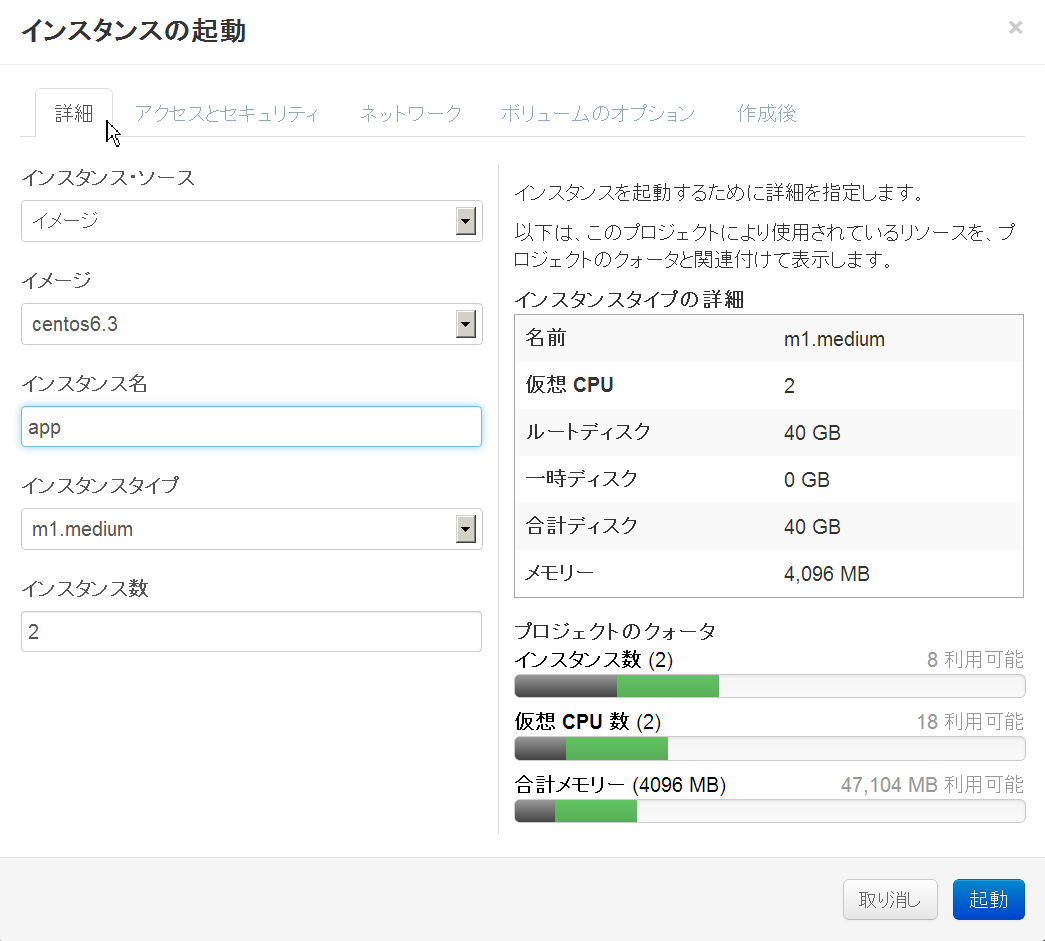 インスタンスの起動
×
詳細 アクセスとセキュリティ ネットワーク ボリュームのオプション 作成後
インスタンス・ソース
イメージ
イメージ
centos6.3
インスタンス名
app
インスタンスタイプ
m1.medium
インスタンス数
2
インスタンスを起動するために詳細を指定します。
以下は、このプロジェクトにより使用されているリソースを、プ
ロジェクトのクォータと関連付けて表示します。
インスタンスタイプの詳細
名前 m1.medium
仮想 CPU 2
ルートディスク 40 GB
一時ディスク 0 GB
合計ディスク 40 GB
メモリー 4,096 MB
プロジェクトのクォータ
インスタンス数 (2) 8 利用可能
仮想 CPU 数 (2) 18 利用可能
合計メモリー (4096 MB) 47,104 MB 利用可能
取り消し 起動